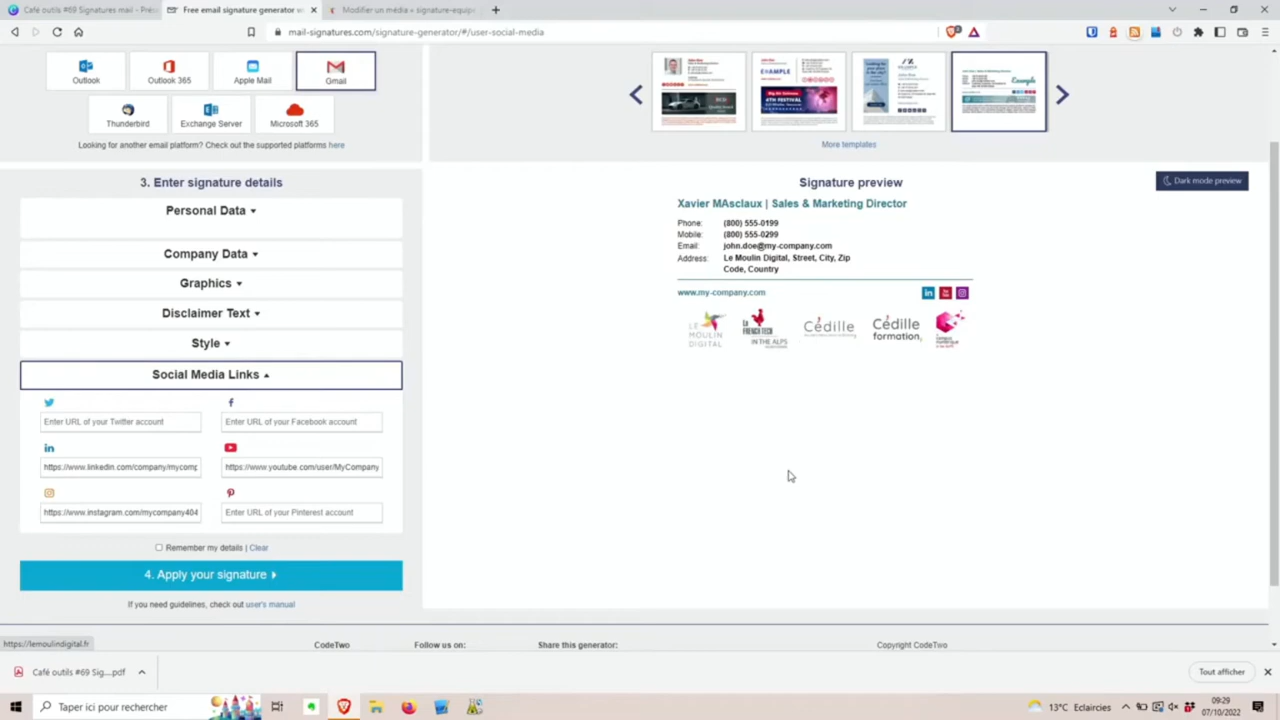 Café outils #69 Signatures mail - Prés
Free email signature generator w
Modifier un média « signature-equip
mail-signatures.com/signature-generator/#/user-social-media
Outlook
Outlook 365
Apple Mail
Gmail
Thunderbird
Exchange Server
Microsoft 365
Looking for another email platform? Check out the supported platforms here
EXAMPLE
Example
More templates
3. Enter signature details
Personal Data
Company Data
Graphics
Disclaimer Text
Style
Social Media Links
Enter URL of your Twitter account
Enter URL of your Facebook account
https://www.linkedin.com/company/mycomp
https://www.youtube.com/user/MyCompany
https://www.instagram.com/mycompany404
Enter URL of your Pinterest account
Remember my details | Clear
4. Apply your signature
If you need guidelines, check out user's manual
Signature preview
Dark mode preview
Xavier MAsclaux | Sales & Marketing Director
Phone: (800) 555-0199
Mobile: (800) 555-0299
Email: john.doe@my-company.com
Address: Le Moulin Digital, Street, City, Zip
Code, Country
www.my-company.com
LE MOULIN DIGITAL
La FRENCH TECH IN THE ALPS
Cédille
Cédille formation,
campus numérique
https://lemoulindigital.fr
CodeTwo
Follow us on:
Share this generator:
Copyright CodeTwo
Café outils #69 Sig....pdf
Tout afficher
Taper ici pour rechercher
13°C Eclaircies
09:29
07/10/2022